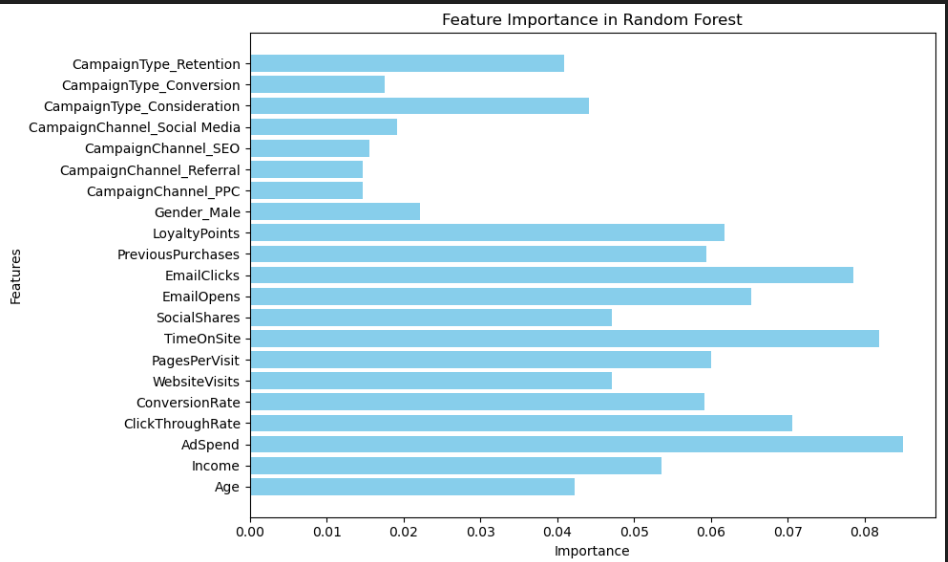 Feature Importance in Random Forest
CampaignType_Retention
CampaignType_Conversion
CampaignType_Consideration
CampaignChannel_Social Media
CampaignChannel_SEO
CampaignChannel_Referral
CampaignChannel_PPC
Gender_Male
LoyaltyPoints
PreviousPurchases
EmailClicks
EmailOpens
SocialShares
TimeOnSite
PagesPerVisit
WebsiteVisits
ConversionRate
ClickThroughRate
AdSpend
Income
Age
Features
0.00 0.01 0.02 0.03 0.04 0.05 0.06 0.07 0.08
Importance